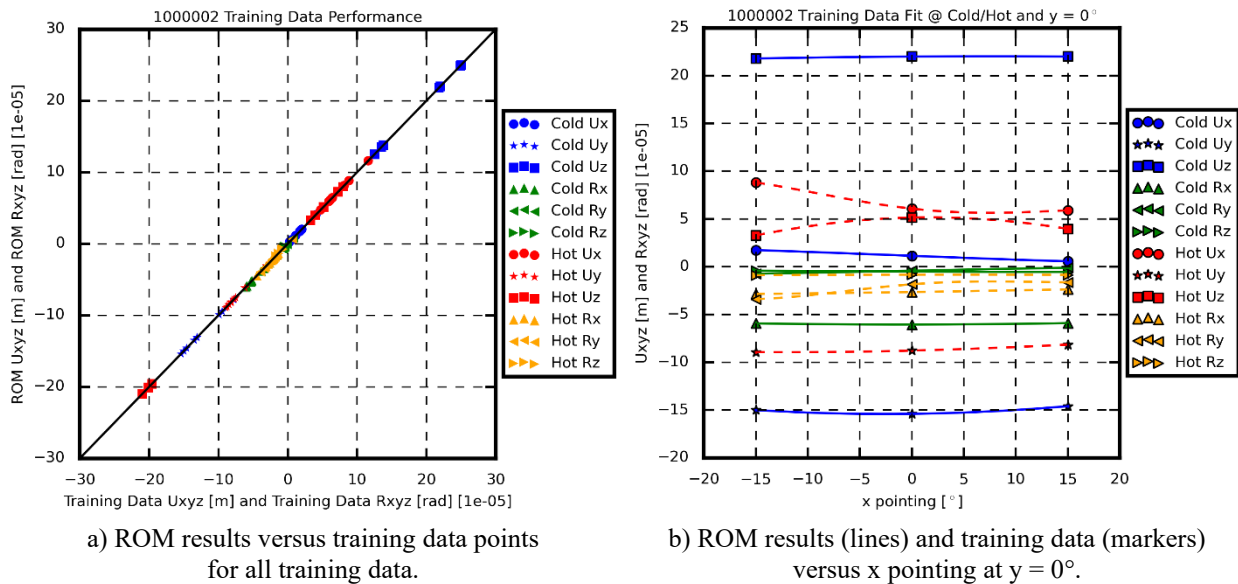 1000002 Training Data Performance
ROM Uxyz [m] and ROM Rxyz [rad] [1e-05]
30
20
10
0
−10
−20
−30
−30 −20 −10 0 10 20 30
Training Data Uxyz [m] and Training Data Rxyz [rad] [1e-05]
Cold Ux
Cold Uy
Cold Uz
Cold Rx
Cold Ry
Cold Rz
Hot Ux
Hot Uy
Hot Uz
Hot Rx
Hot Ry
Hot Rz
a) ROM results versus training data points
for all training data.
1000002 Training Data Fit @ Cold/Hot and y = 0°
Uxyz [m] and Rxyz [rad] [1e-05]
25
20
15
10
5
0
−5
−10
−15
−20
−20 −15 −10 −5 0 5 10 15 20
x pointing [°]
Cold Ux
Cold Uy
Cold Uz
Cold Rx
Cold Ry
Cold Rz
Hot Ux
Hot Uy
Hot Uz
Hot Rx
Hot Ry
Hot Rz
b) ROM results (lines) and training data (markers)
versus x pointing at y = 0°.